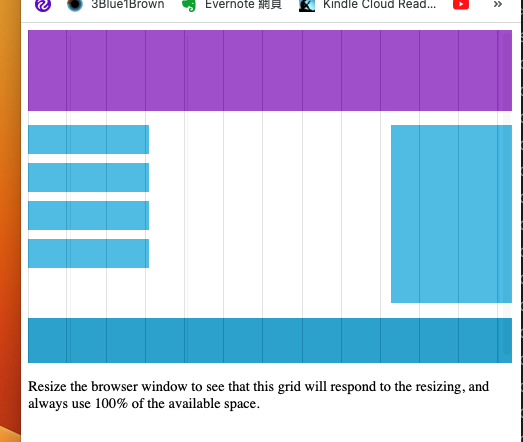 3Blue1Brown Evernote 網頁 Kindle Cloud Read... »
Resize the browser window to see that this grid will respond to the resizing, and
always use 100% of the available space.